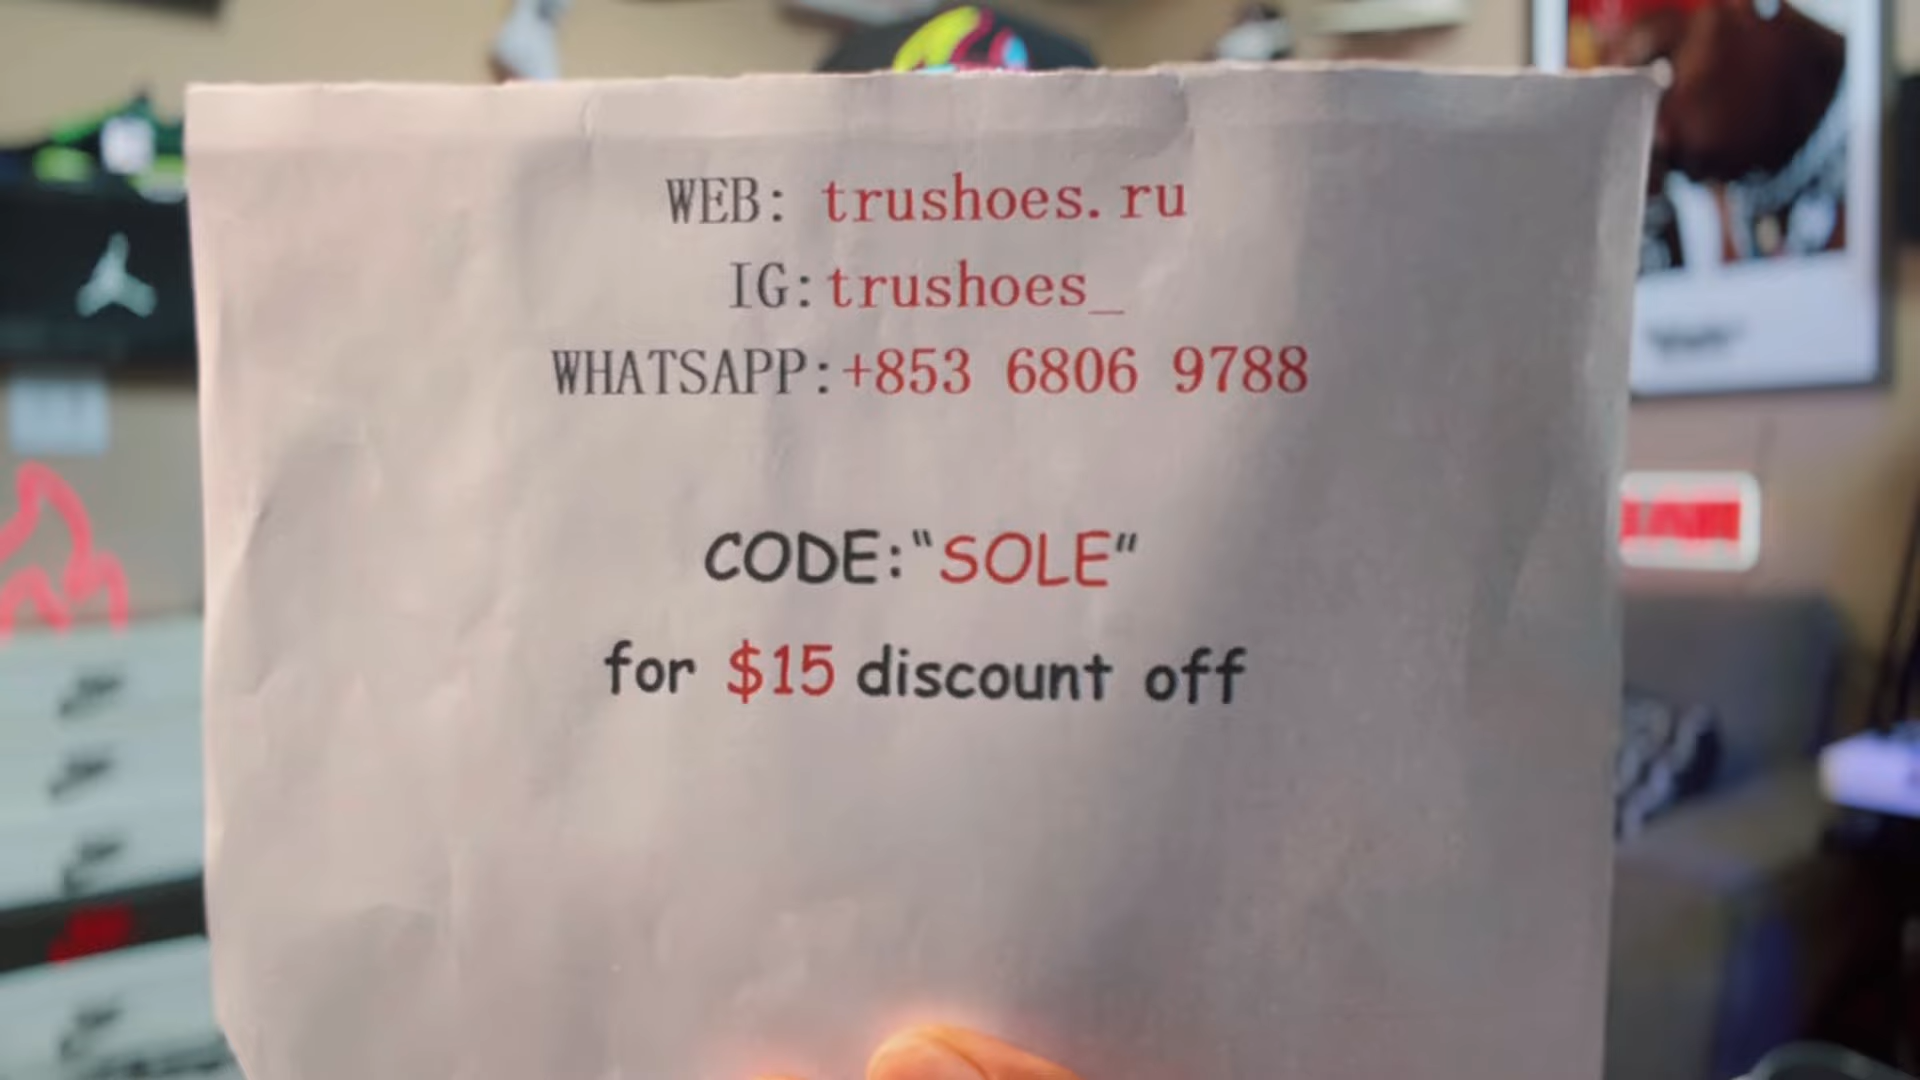 WEB: trushoes.ru
IG:trushoes_
WHATSAPP:+853 6806 9788
CODE:“SOLE”
for $15 discount off